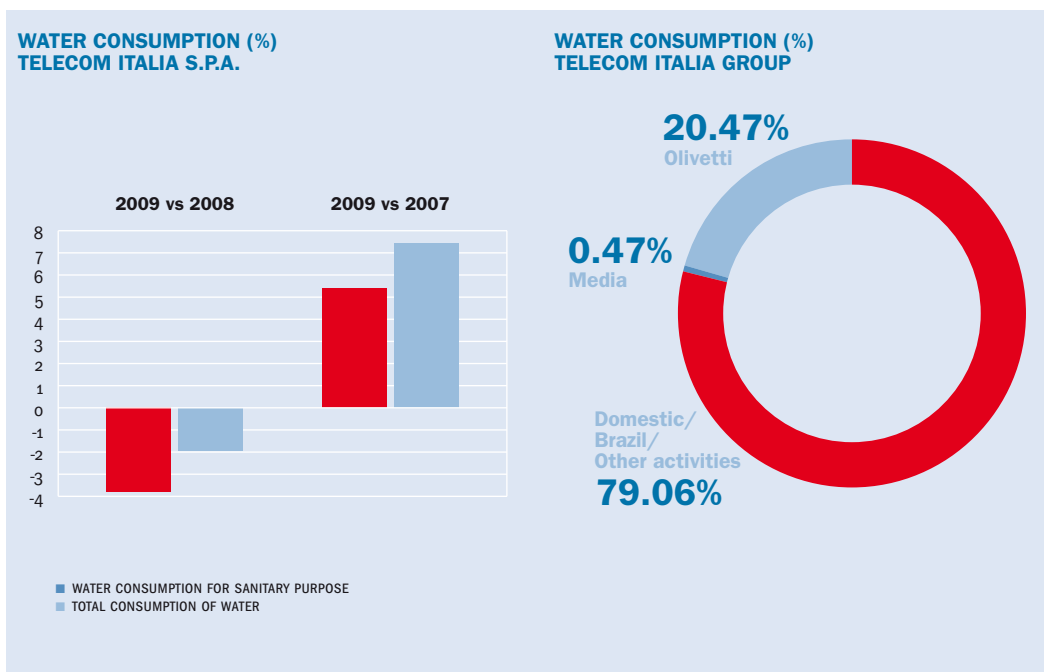 WATER CONSUMPTION (%)
TELECOM ITALIA S.P.A.
2009 vs 2008
2009 vs 2007
8
7
6
5
4
3
2
1
0
-1
-2
-3
-4
WATER CONSUMPTION FOR SANITARY PURPOSE
TOTAL CONSUMPTION OF WATER
WATER CONSUMPTION (%)
TELECOM ITALIA GROUP
20.47%
Olivetti
0.47%
Media
Domestic/
Brazil/
Other activities
79.06%